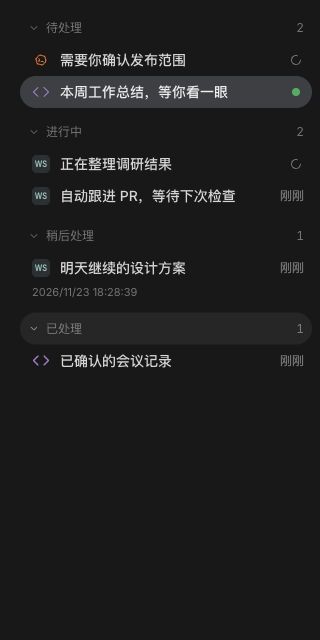 待处理 2
需要你确认发布范围
本周工作总结，等你看一眼
进行中 2
WS 正在整理调研结果
WS 自动跟进 PR，等待下次检查 刚刚
稍后处理 1
WS 明天继续的设计方案 刚刚
2026/11/23 18:28:39
已处理 1
已确认的会议记录 刚刚